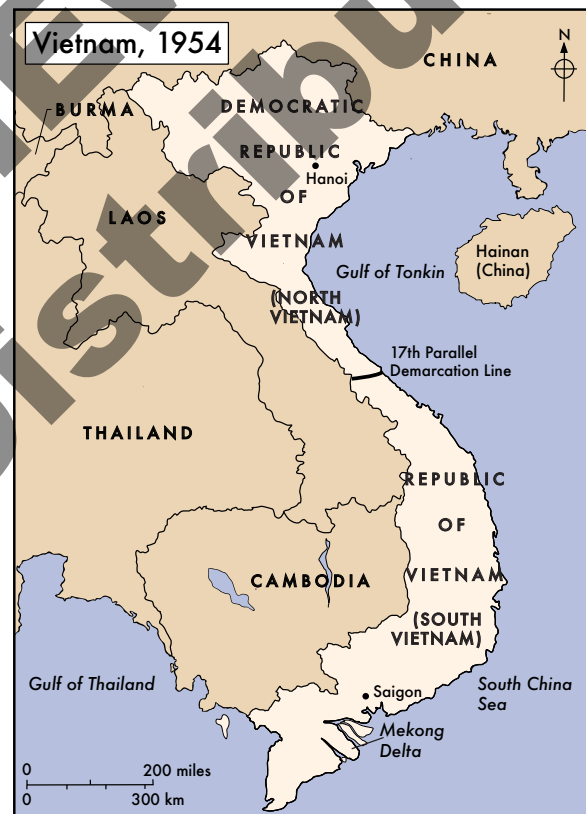 Vietnam, 1954
N
CHINA
BURMA
DEMOCRATIC
REPUBLIC
Hanoi
OF
LAOS
VIETNAM
Hainan
(China)
Gulf of Tonkin
(NORTH
VIETNAM)
17th Parallel
Demarcation Line
THAILAND
REPUBLIC
OF
VIETNAM
CAMBODIA
(SOUTH
VIETNAM)
Gulf of Thailand
Saigon
South China
Sea
Mekong
Delta
0 200 miles
0 300 km